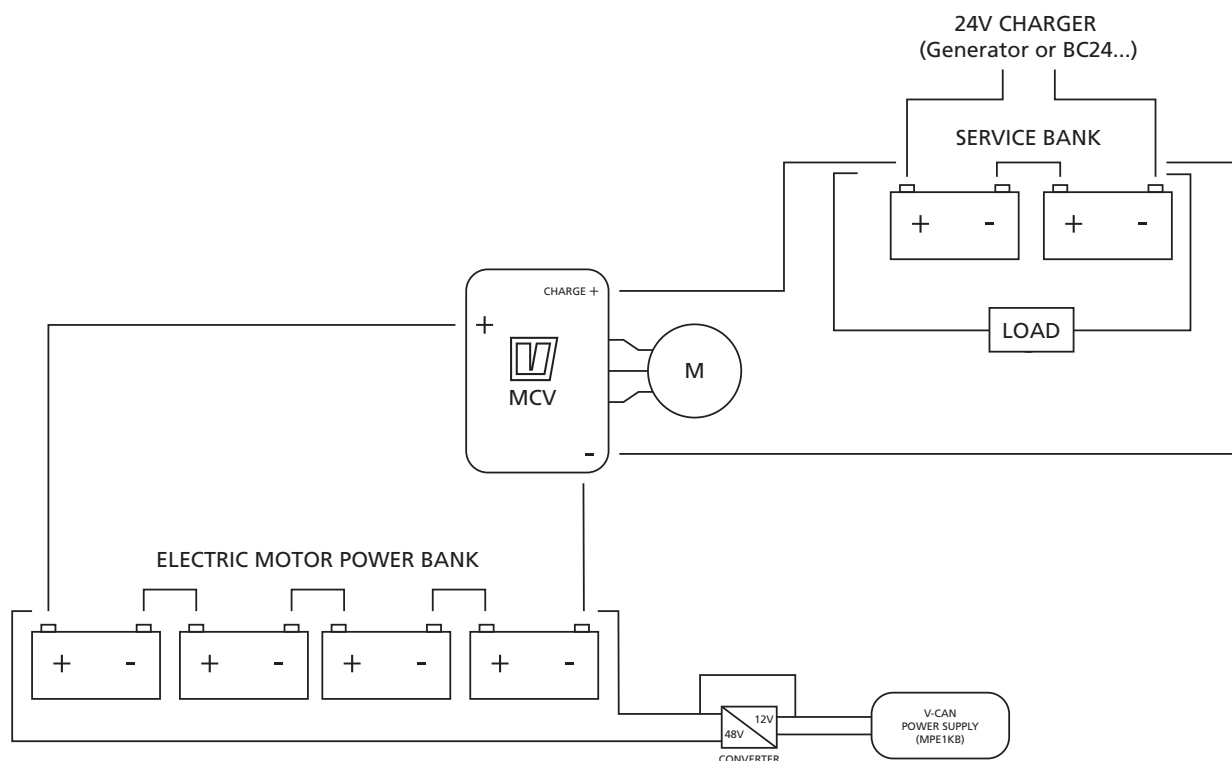 24V CHARGER
(Generator or BC24...)
SERVICE BANK
+ - + -
CHARGE +
+
MCV
M
LOAD
-
ELECTRIC MOTOR POWER BANK
+ - + - + - + -
12V
48V
CONVERTER
V-CAN
POWER SUPPLY
(MPE1KB)